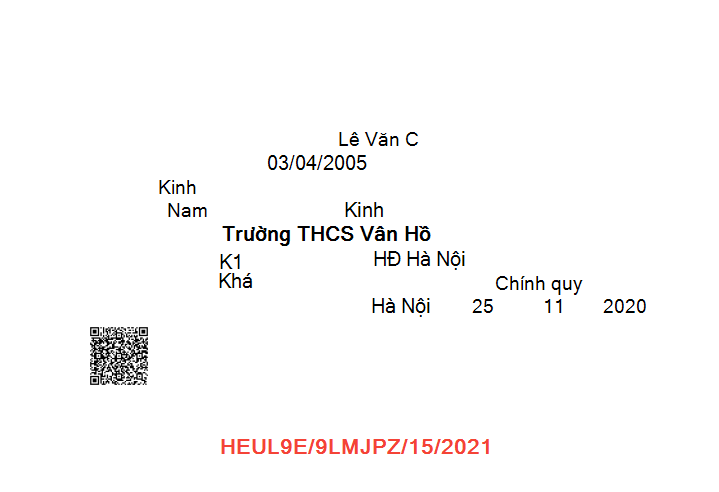 Lê Văn C
03/04/2005
Kinh
Nam Kinh
Trường THCS Vân Hồ
K1 HĐ Hà Nội
Khá
Chính quy
Hà Nội 25 11 2020
HEUL9E/9LMJPZ/15/2021